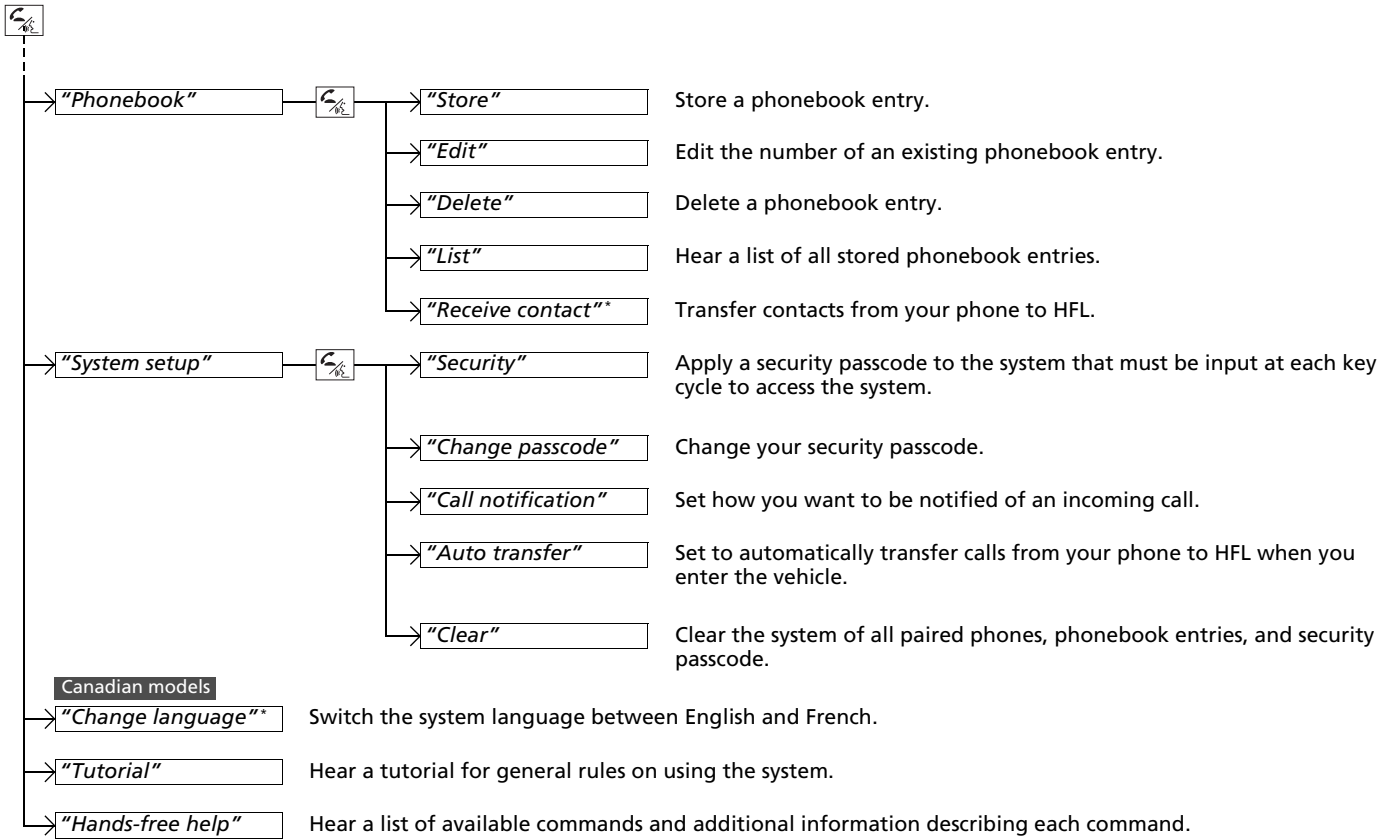 "Phonebook"
"Store" Store a phonebook entry.
"Edit" Edit the number of an existing phonebook entry.
"Delete" Delete a phonebook entry.
"List" Hear a list of all stored phonebook entries.
"Receive contact"* Transfer contacts from your phone to HFL.
"System setup"
"Security" Apply a security passcode to the system that must be input at each key
cycle to access the system.
"Change passcode" Change your security passcode.
"Call notification" Set how you want to be notified of an incoming call.
"Auto transfer" Set to automatically transfer calls from your phone to HFL when you
enter the vehicle.
"Clear" Clear the system of all paired phones, phonebook entries, and security
passcode.
Canadian models
"Change language"* Switch the system language between English and French.
"Tutorial" Hear a tutorial for general rules on using the system.
"Hands-free help" Hear a list of available commands and additional information describing each command.